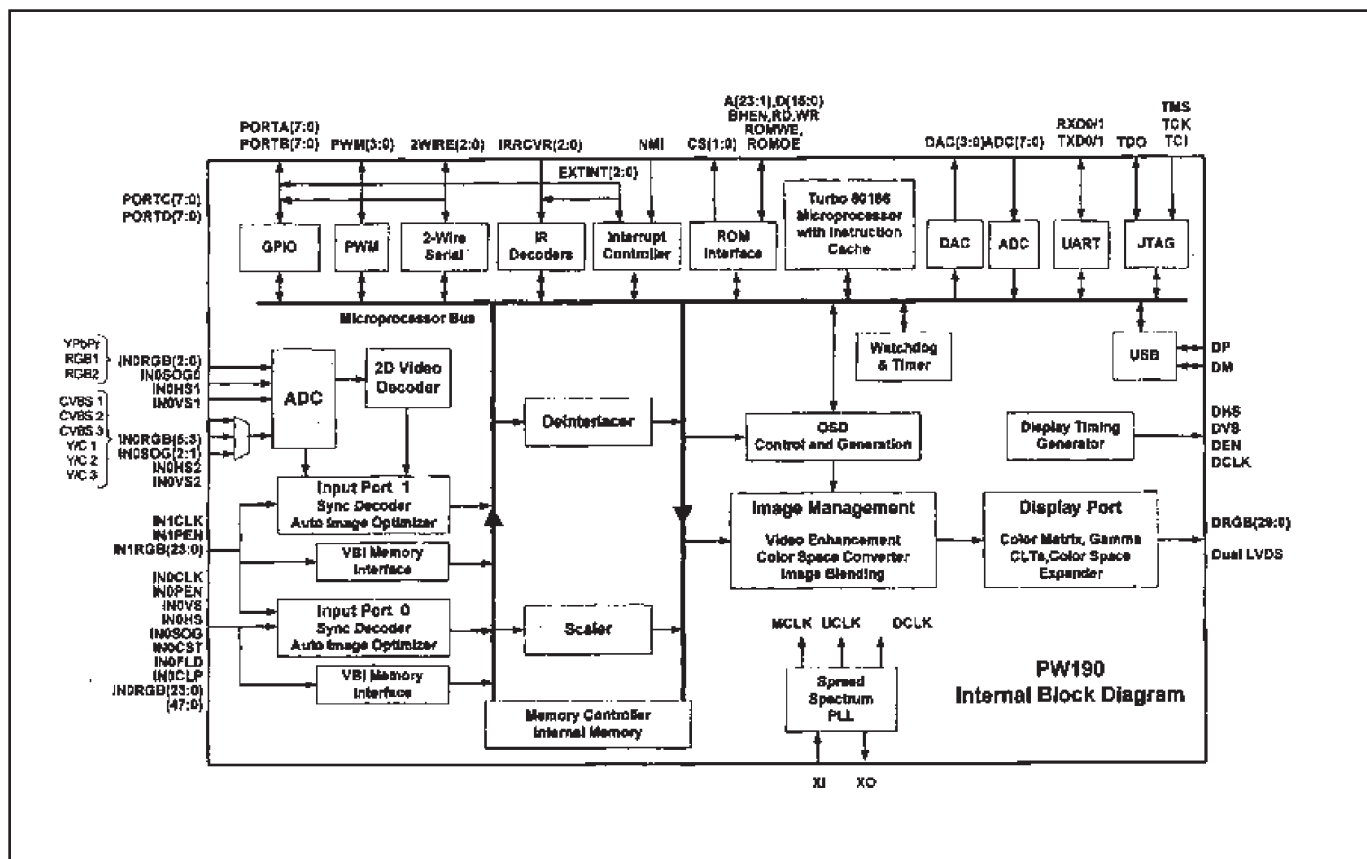 A(23:1),D(15:0)
BHEN,RD,WR
ROMWE,
ROMOE
TMS
TCK
TCI
PORTA(7:0)
PORTB(7:0)
PWM(3:0)
2WIRE(2:0)
IRRCVR(2:0)
NMI
CS(1:0)
DAC(3:0)
ADC(7:0)
RXD0/1
TXD0/1
TDO
EXTINT(2:0)
PORTC(7:0)
PORTD(7:0)
GPIO
PWM
2-Wire
Serial
IR
Decoders
Interrupt
Controller
ROM
Interface
Turbo 80186
Microprocessor
with Instruction
Cache
DAC
ADC
UART
JTAG
Microprocessor Bus
YPbPr
RGB1
RGB2
IN0RGB(2:0)
IN0SOG0
IN0HS1
IN0VS1
CVBS 1
CVBS 2
CVBS 3
Y/C 1
Y/C 2
Y/C 3
IN0RGB(5:3)
IN0SOG(2:1)
IN0HS2
IN0VS2
ADC
2D Video
Decoder
Deinterlacer
Watchdog
& Timer
USB
DP
DM
OSD
Control and Generation
Display Timing
Generator
DHS
DVS
DEN
DCLK
IN1CLK
IN1PEN
IN1RGB(23:0)
Input Port 1
Sync Decoder
Auto Image Optimizer
VBI Memory
Interface
Image Management
Video Enhancement
Color Space Converter
Image Blending
Display Port
Color Matrix, Gamma
CLTs,Color Space
Expander
DRGB(29:0)
Dual LVDS
IN0CLK
IN0PEN
IN0VS
IN0HS
IN0SOG
IN0CST
IN0FLD
IN0CLP
IN0RGB(23:0)
(47:0)
Input Port 0
Sync Decoder
Auto Image Optimizer
VBI Memory
Interface
Scaler
MCLK
UCLK
DCLK
Spread
Spectrum
PLL
XI
XO
Memory Controller
Internal Memory
PW190
Internal Block Diagram